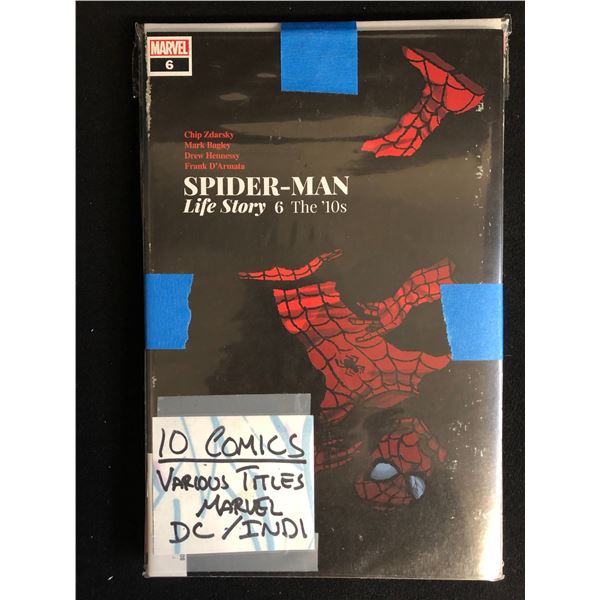 MARVEL
6
Chip Zdarsky
Mark Bagley
Drew Hennessy
Frank D'Armata
SPIDER-MAN
Life Story 6 The '10s
10 COMICS
VARIOUS TITLES
MARVEL
DC/INDI